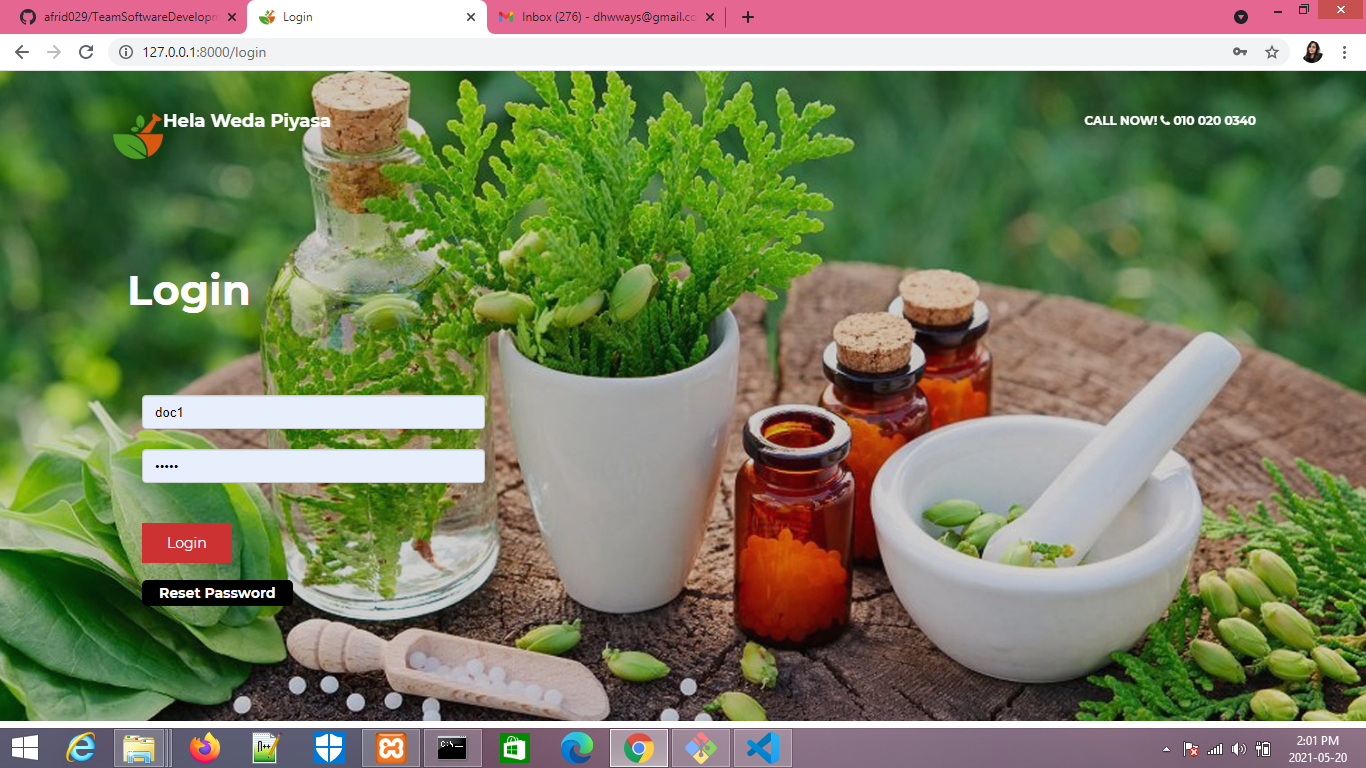 afrid029/TeamSoftwareDevelopm
Login
Inbox (276) - dhwways@gmail.co
127.0.0.1:8000/login
Hela Weda Piyasa
CALL NOW! 010 020 0340
Login
doc1
•••••
Login
Reset Password
2:01 PM
2021-05-20